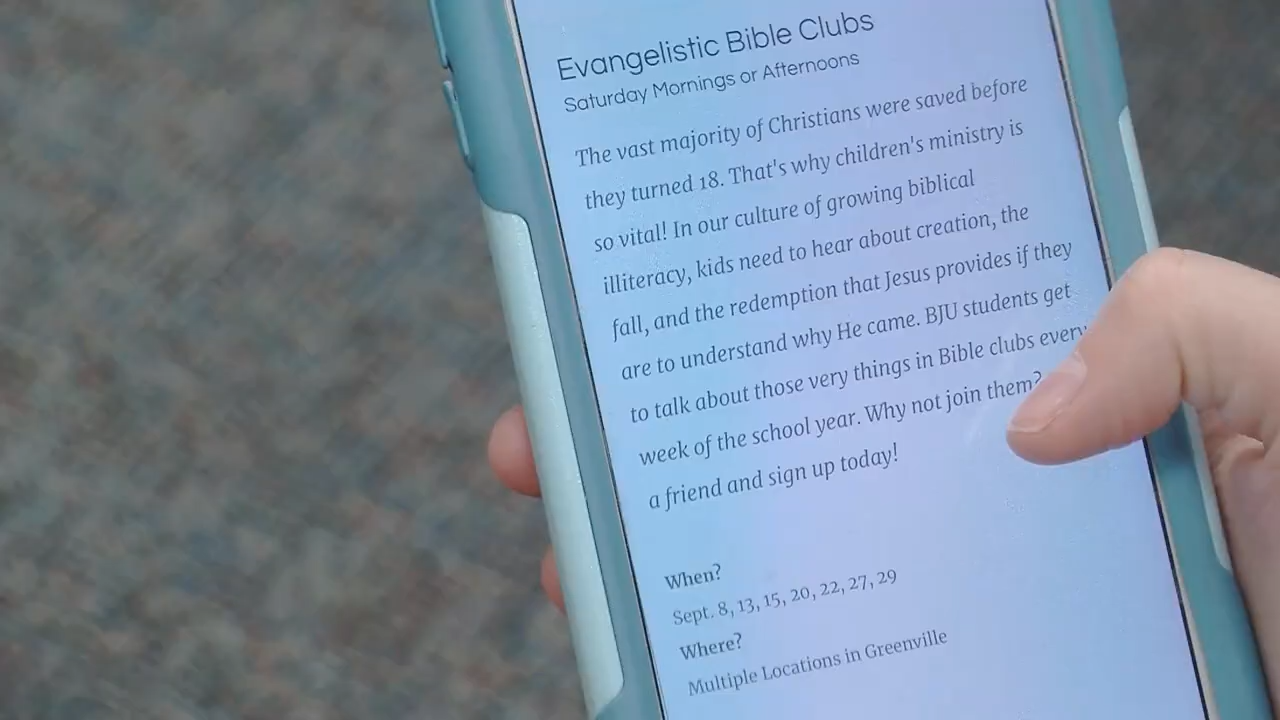 Evangelistic Bible Clubs
Saturday Mornings or Afternoons
The vast majority of Christians were saved before
they turned 18. That's why children's ministry is
so vital! In our culture of growing biblical
illiteracy, kids need to hear about creation, the
fall, and the redemption that Jesus provides if they
are to understand why He came. BJU students get
to talk about those very things in Bible clubs every
week of the school year. Why not join them?
a friend and sign up today!
When?
Sept. 8, 13, 15, 20, 22, 27, 29
Where?
Multiple Locations in Greenville